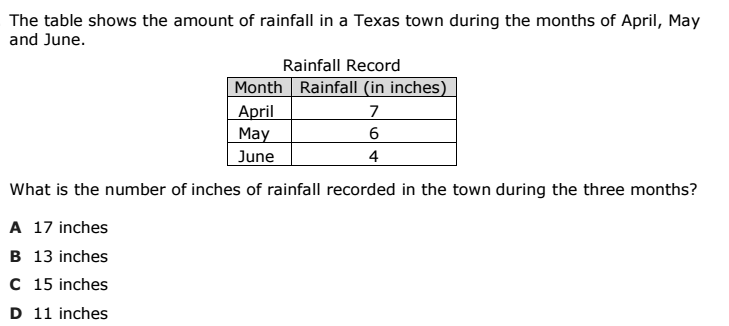 The table shows the amount of rainfall in a Texas town during the months of April, May
and June.
Rainfall Record
Month Rainfall (in inches)
April 7
May 6
June 4
What is the number of inches of rainfall recorded in the town during the three months?
A 17 inches
B 13 inches
C 15 inches
D 11 inches